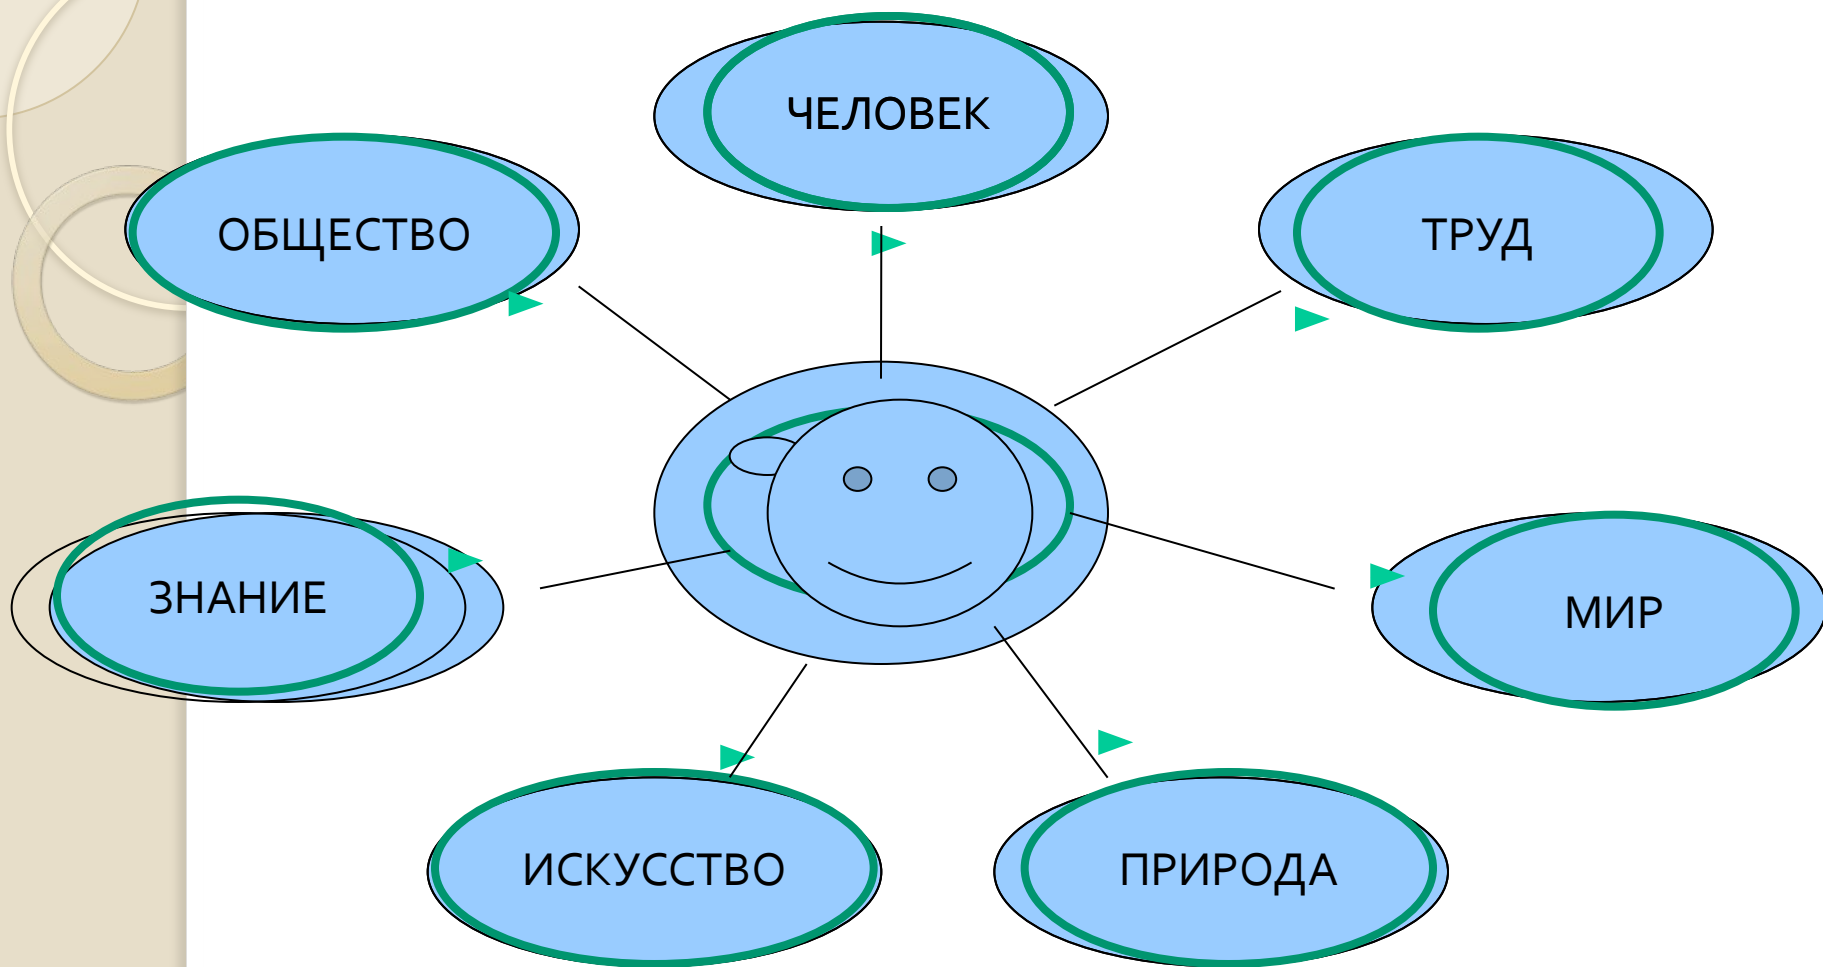 ЧЕЛОВЕК
ОБЩЕСТВО
ТРУД
ЗНАНИЕ
МИР
ИСКУССТВО
ПРИРОДА